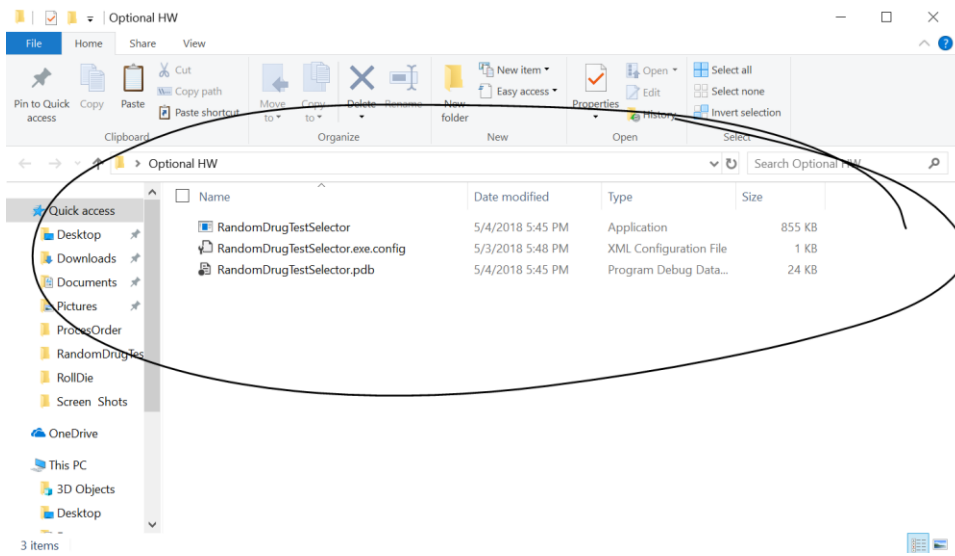 Optional HW
File Home Share View
Pin to Quick access Copy Paste Cut Copy path Paste shortcut Move to Copy to Delete Rename New folder New item Easy access Properties Open Edit History Select all Select none Invert selection
Clipboard Organize New Open Select
Optional HW Search Optional HW
Name Date modified Type Size
RandomDrugTestSelector 5/4/2018 5:45 PM Application 855 KB
RandomDrugTestSelector.exe.config 5/3/2018 5:48 PM XML Configuration File 1 KB
RandomDrugTestSelector.pdb 5/4/2018 5:45 PM Program Debug Data... 24 KB
Quick access
Desktop
Downloads
Documents
Pictures
ProcesOrder
RandomDrugTes
RollDie
Screen Shots
OneDrive
This PC
3D Objects
Desktop
3 items